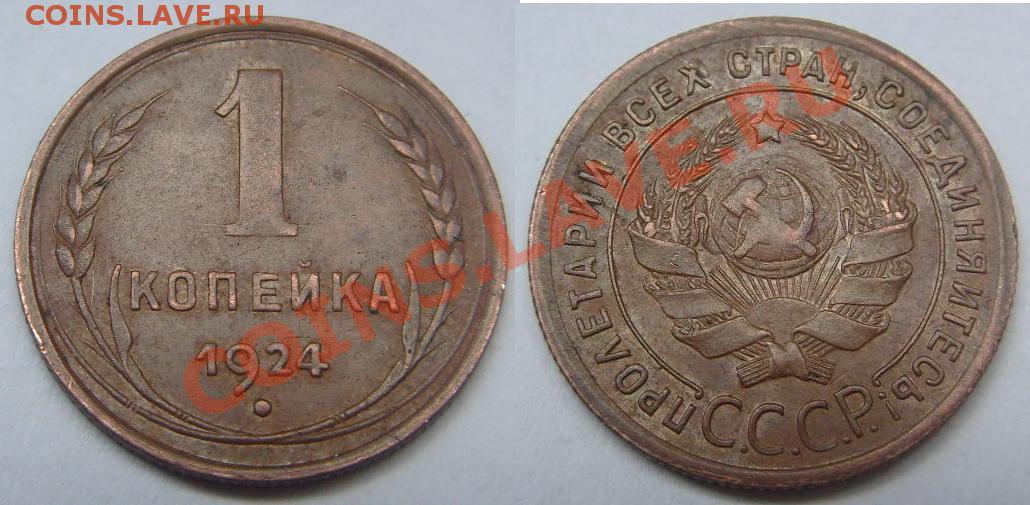 COINS.LAVE.RU
1
КОПЕЙКА
1924
ПРОЛЕТАРИИ ВСЕХ СТРАН, СОЕДИНЯЙТЕСЬ!
С.С.С.Р.
COINS.LAVE.RU